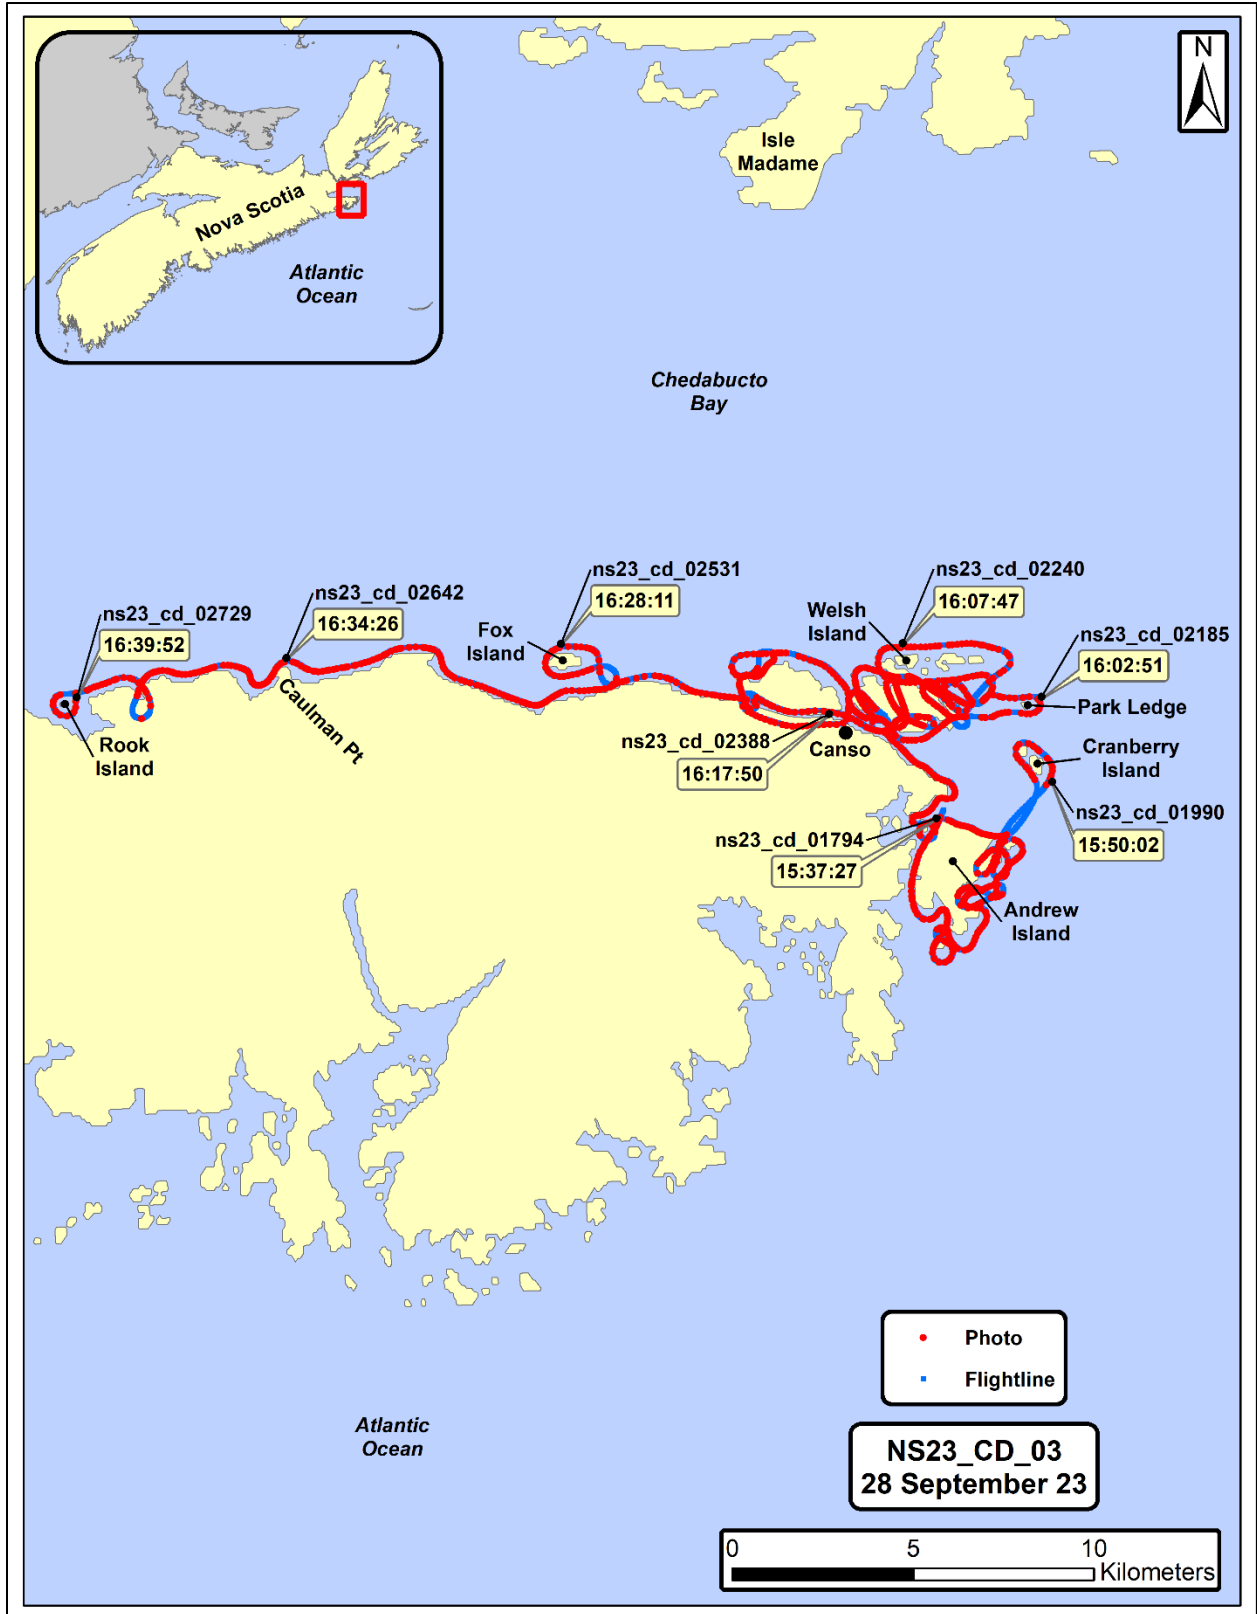 N
Isle
Madame
Nova Scotia
Atlantic
Ocean
Chedabucto
Bay
ns23_cd_02531
16:28:11
ns23_cd_02240
16:07:47
ns23_cd_02642
16:34:26
ns23_cd_02729
16:39:52
Fox
Island
Welsh
Island
ns23_cd_02185
16:02:51
Park Ledge
Caulman Pt
Rook
Island
ns23_cd_02388
16:17:50
Canso
Cranberry
Island
ns23_cd_01990
15:50:02
ns23_cd_01794
15:37:27
Andrew
Island
Photo
Flightline
Atlantic
Ocean
NS23_CD_03
28 September 23
0 5 10
Kilometers